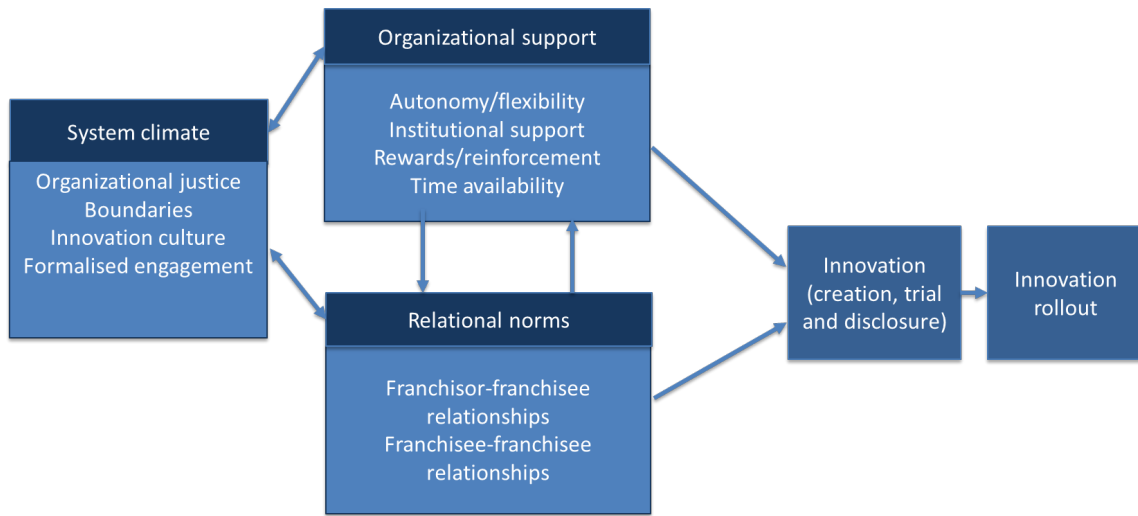 System climate
Organizational justice
Boundaries
Innovation culture
Formalised engagement
Organizational support
Autonomy/flexibility
Institutional support
Rewards/reinforcement
Time availability
Relational norms
Franchisor-franchisee
relationships
Franchisee-franchisee
relationships
Innovation
(creation, trial
and disclosure)
Innovation
rollout